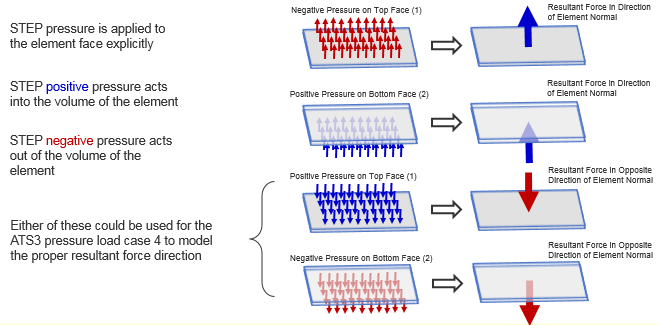 STEP pressure is applied to
the element face explicitly
STEP positive pressure acts
into the volume of the element
STEP negative pressure acts
out of the volume of the
element
Either of these could be used for the
ATS3 pressure load case 4 to model
the proper resultant force direction
Negative Pressure on Top Face (1)
Resultant Force In Direction
of Element Normal
Positive Pressure on Bottom Face (2)
Resultant Force In Direction
of Element Normal
Positive Pressure on Top Face (1)
Resultant Force In Opposite
Direction of Element Normal
Negative Pressure on Bottom Face (2)
Resultant Force In Opposite
Direction of Element Normal